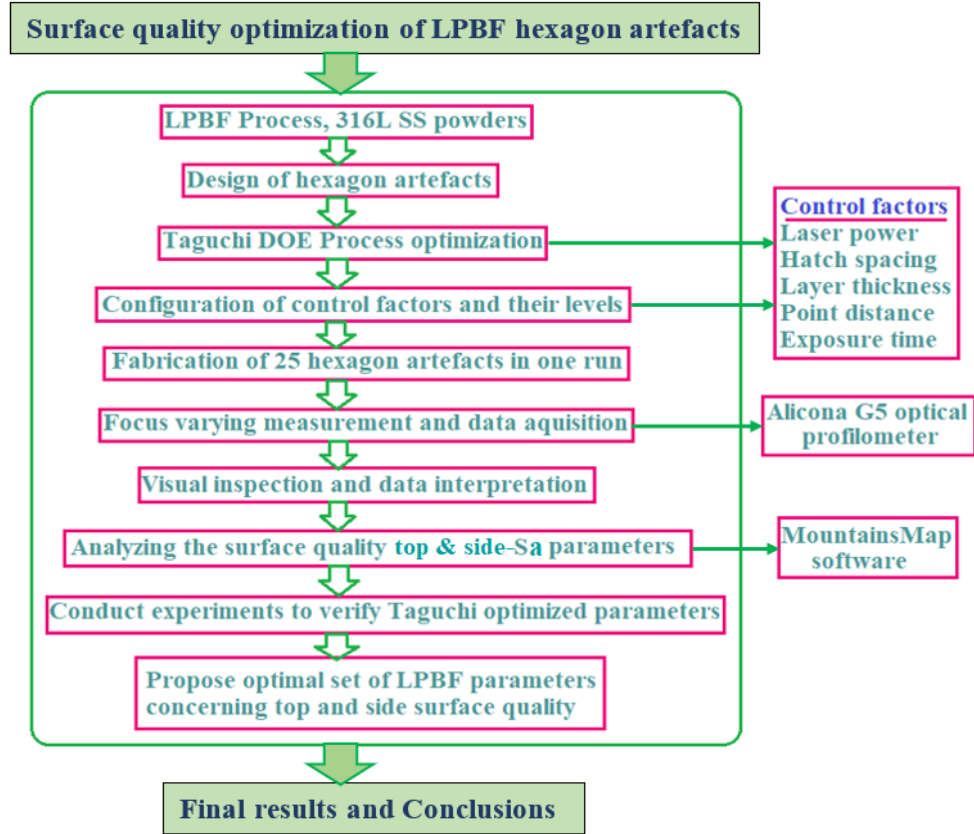 Surface quality optimization of LPBF hexagon artefacts
LPBF Process, 316L SS powders
Design of hexagon artefacts
Taguchi DOE Process optimization
Configuration of control factors and their levels
Fabrication of 25 hexagon artefacts in one run
Focus varying measurement and data aquisition
Visual inspection and data interpretation
Analyzing the surface quality top & side-Sa parameters
Conduct experiments to verify Taguchi optimized parameters
Propose optimal set of LPBF parameters
concerning top and side surface quality
Control factors
Laser power
Hatch spacing
Layer thickness
Point distance
Exposure time
Alicona G5 optical
profilometer
MountainsMap
software
Final results and Conclusions